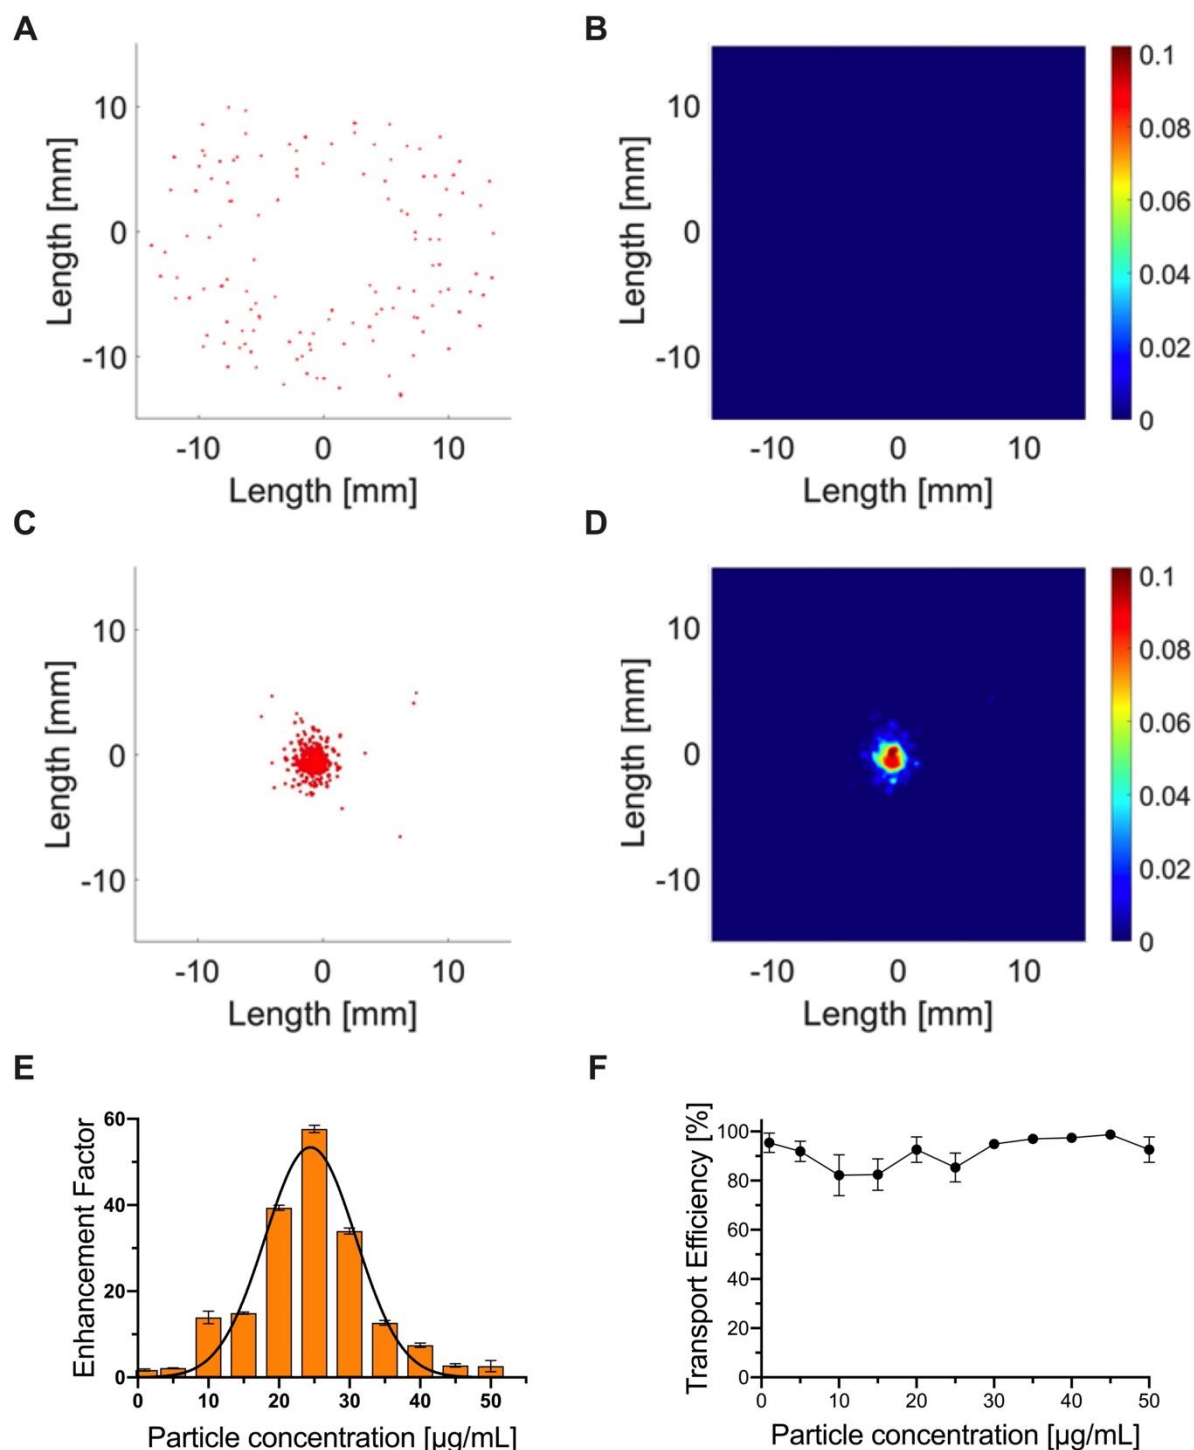 A
Length [mm]
10
0
-10
-10 0 10
Length [mm]
B
Length [mm]
10
0
-10
-10 0 10
Length [mm]
0.1
0.08
0.06
0.04
0.02
0
C
Length [mm]
10
0
-10
-10 0 10
Length [mm]
D
Length [mm]
10
0
-10
-10 0 10
Length [mm]
0.1
0.08
0.06
0.04
0.02
0
E
Enhancement Factor
60
40
20
0
0 10 20 30 40 50
Particle concentration [µg/mL]
F
Transport Efficiency [%]
100
80
60
40
20
0
0 10 20 30 40 50
Particle concentration [µg/mL]